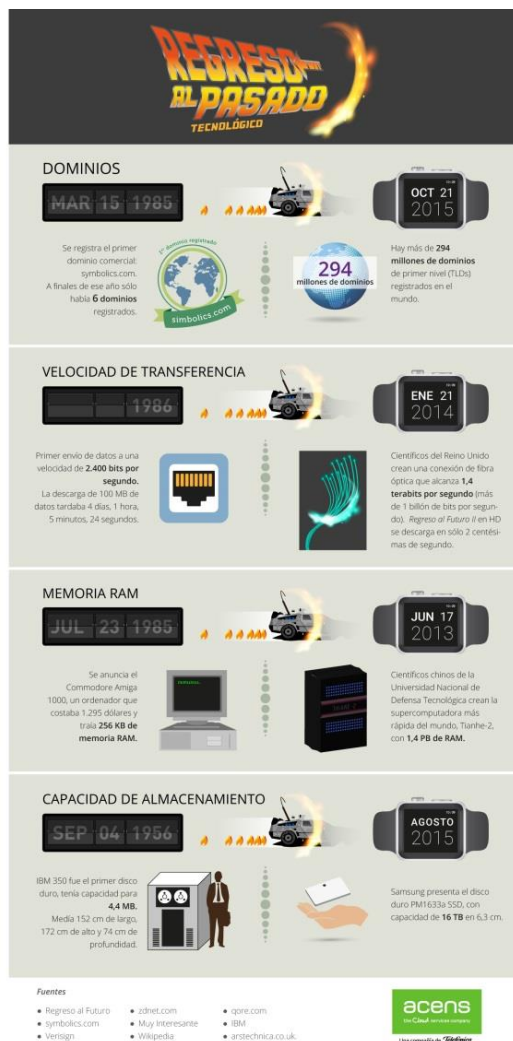 REGRESO
AL PASADO
TECNOLÓGICO
DOMINIOS
MAR 15 1985
OCT 21
2015
Se registra el primer
dominio comercial:
symbolics.com.
A finales de ese año sólo
había 6 dominios
registrados.
1er dominio registrado
simbolics.com
294
millones de dominios
Hay más de 294
millones de dominios
de primer nivel (TLDs)
registrados en el
mundo.
VELOCIDAD DE TRANSFERENCIA
1986
ENE 21
2014
Primer envío de datos a una
velocidad de 2.400 bits por
segundo.
La descarga de 100 MB de
datos tardaba 4 días, 1 hora,
5 minutos, 24 segundos.
Científicos del Reino Unido
crean una conexión de fibra
óptica que alcanza 1,4
terabits por segundo (más
de 1 billón de bits por segun-
do). Regreso al Futuro II en HD
se descarga en sólo 2 centési-
mas de segundo.
MEMORIA RAM
JUL 23 1985
JUN 17
2013
Se anuncia el
Commodore Amiga
1000, un ordenador que
costaba 1.295 dólares y
traía 256 KB de
memoria RAM.
TIANHE-2
Científicos chinos de la
Universidad Nacional de
Defensa Tecnológica crean la
supercomputadora más
rápida del mundo, Tianhe-2,
con 1,4 PB de RAM.
CAPACIDAD DE ALMACENAMIENTO
SEP 04 1956
AGOSTO
2015
IBM 350 fue el primer disco
duro, tenía capacidad para
4,4 MB.
Medía 152 cm de largo,
172 cm de alto y 74 cm de
profundidad.
Samsung presenta el disco
duro PM1633a SSD, con
capacidad de 16 TB en 6,3 cm.
Fuentes
Regreso al Futuro
symbolics.com
Verisign
zdnet.com
Muy Interesante
Wikipedia
qore.com
IBM
arstechnica.co.uk.
acens
the Cloud services company
Una compañía de Telefónica